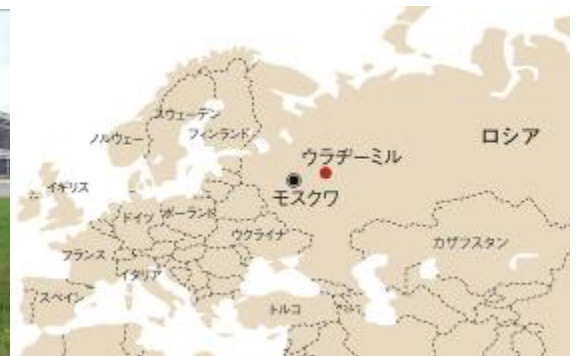 スウェーデン
ノルウェー
フィンランド
ロシア
ウラヂーミル
イギリス
モスクワ
ドイツ
ポーランド
ウクライナ
フランス
カザフスタン
イタリア
スペイン
トルコ